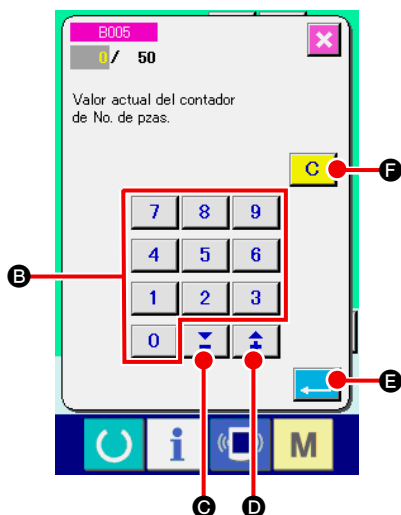 B005
0/ 50
Valor actual del contador
de No. de pzas.
C
F
7 8 9
4 5 6
B
1 2 3
0
E
i M
C D